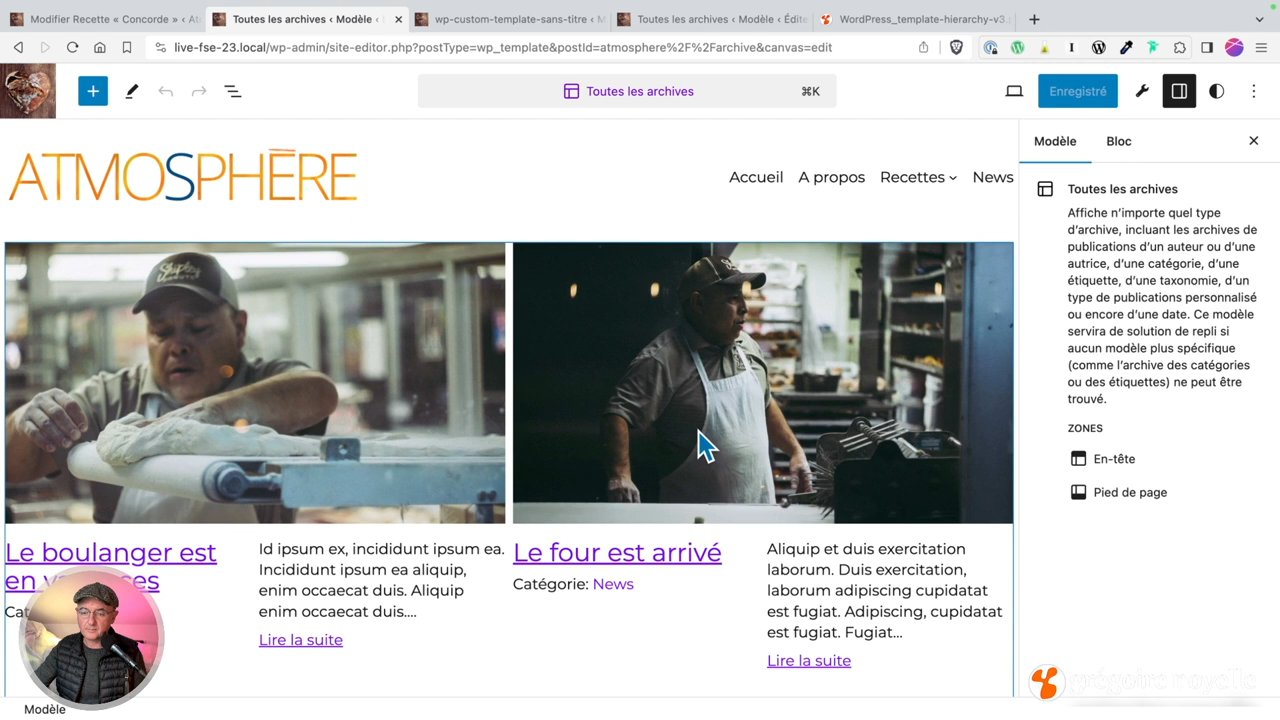 Modifier Recette « Concorde » ‹ At
Toutes les archives ‹ Modèle ‹
wp-custom-template-sans-titre ‹ M
Toutes les archives ‹ Modèle ‹ Édite
WordPress_template-hierarchy-v3.
live-fse-23.local/wp-admin/site-editor.php?postType=wp_template&postId=atmosphere%2F%2Farchive&canvas=edit
Toutes les archives
⌘K
Enregistré
ATMOSPHĒRE
Accueil A propos Recettes News
Modèle Bloc
Toutes les archives
Affiche n’importe quel type
d’archive, incluant les archives de
publications d’un auteur ou d’une
autrice, d’une catégorie, d’une
étiquette, d’une taxonomie, d’un
type de publications personnalisé
ou encore d’une date. Ce modèle
servira de solution de repli si
aucun modèle plus spécifique
(comme l’archive des catégories
ou des étiquettes) ne peut être
trouvé.
ZONES
En-tête
Pied de page
Le boulanger est
en
Id ipsum ex, incididunt ipsum ea.
Incididunt ipsum ea aliquip,
enim occaecat duis. Aliquip
enim occaecat duis....
Lire la suite
Le four est arrivé
Catégorie: News
Aliquip et duis exercitation
laborum. Duis exercitation,
laborum adipiscing cupidatat
est fugiat. Adipiscing, cupidatat
est fugiat. Fugiat...
Lire la suite
grégoire noyelle
Modèle